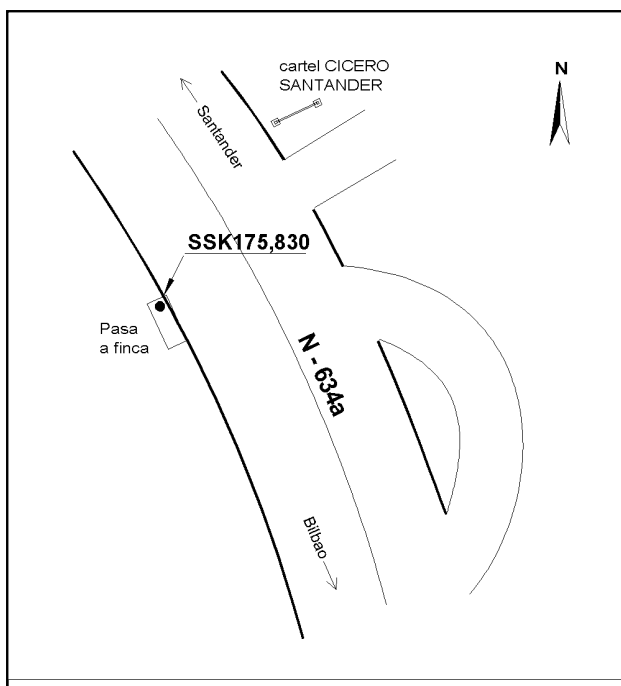 cartel CICERO
SANTANDER
N
Santander
SSK175,830
Pasa
a finca
N - 634a
Bilbao